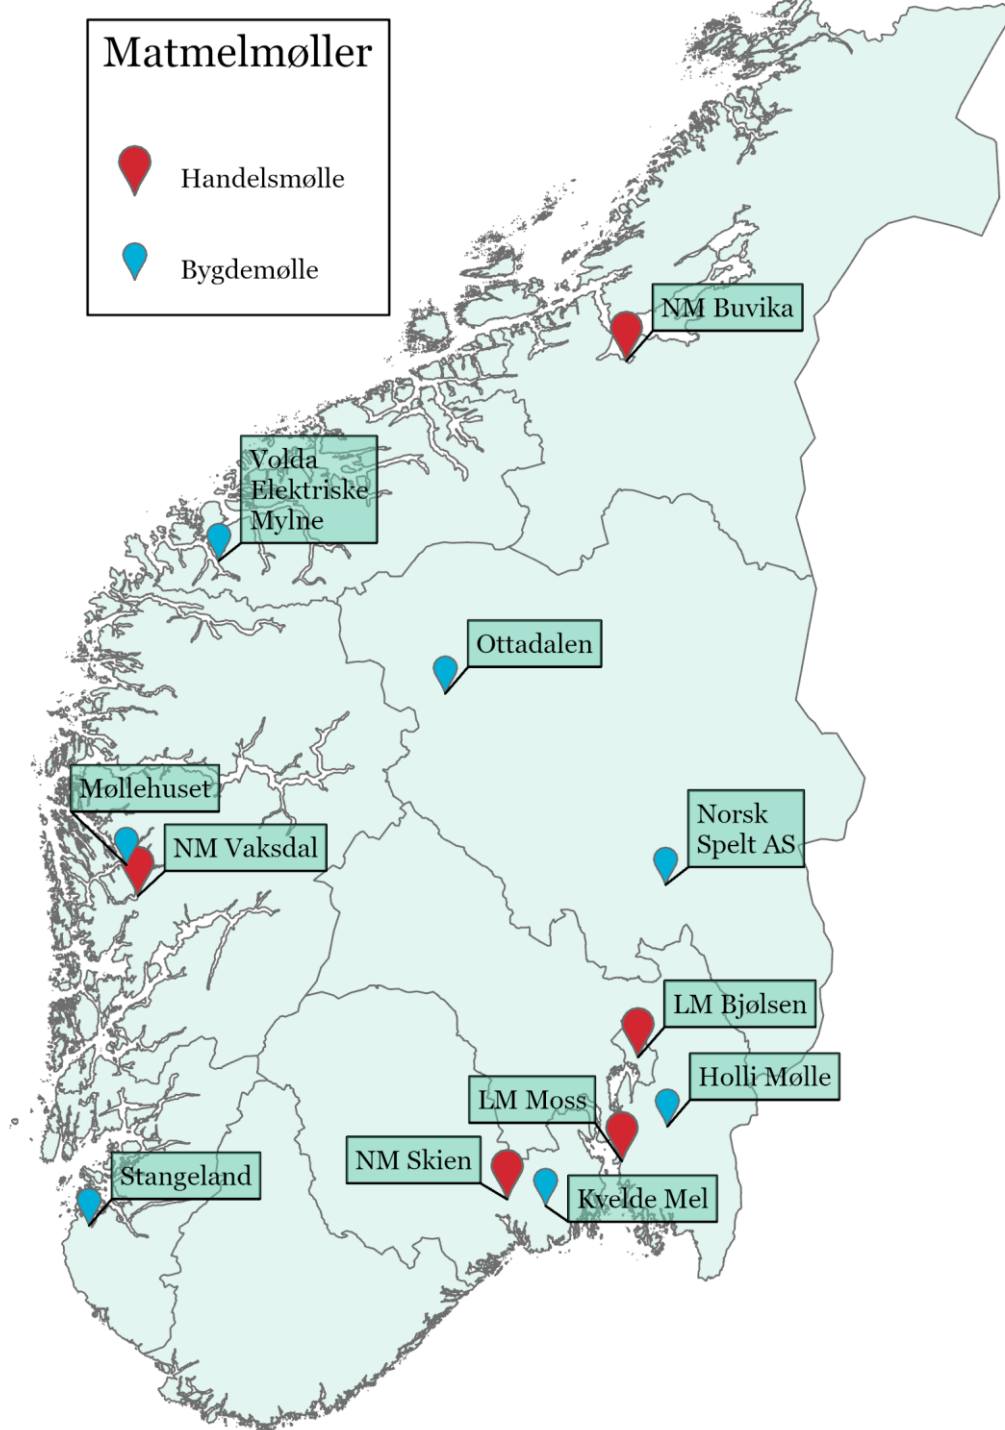 Matmelmøller
Handelsmølle
Bygdemølle
NM Buvika
Volda
Elektriske
Mylne
Ottadalen
Møllehuset
NM Vaksdal
Norsk
Spelt AS
LM Bjølsen
Holli Mølle
LM Moss
NM Skien
Stangeland
Kvelde Mel